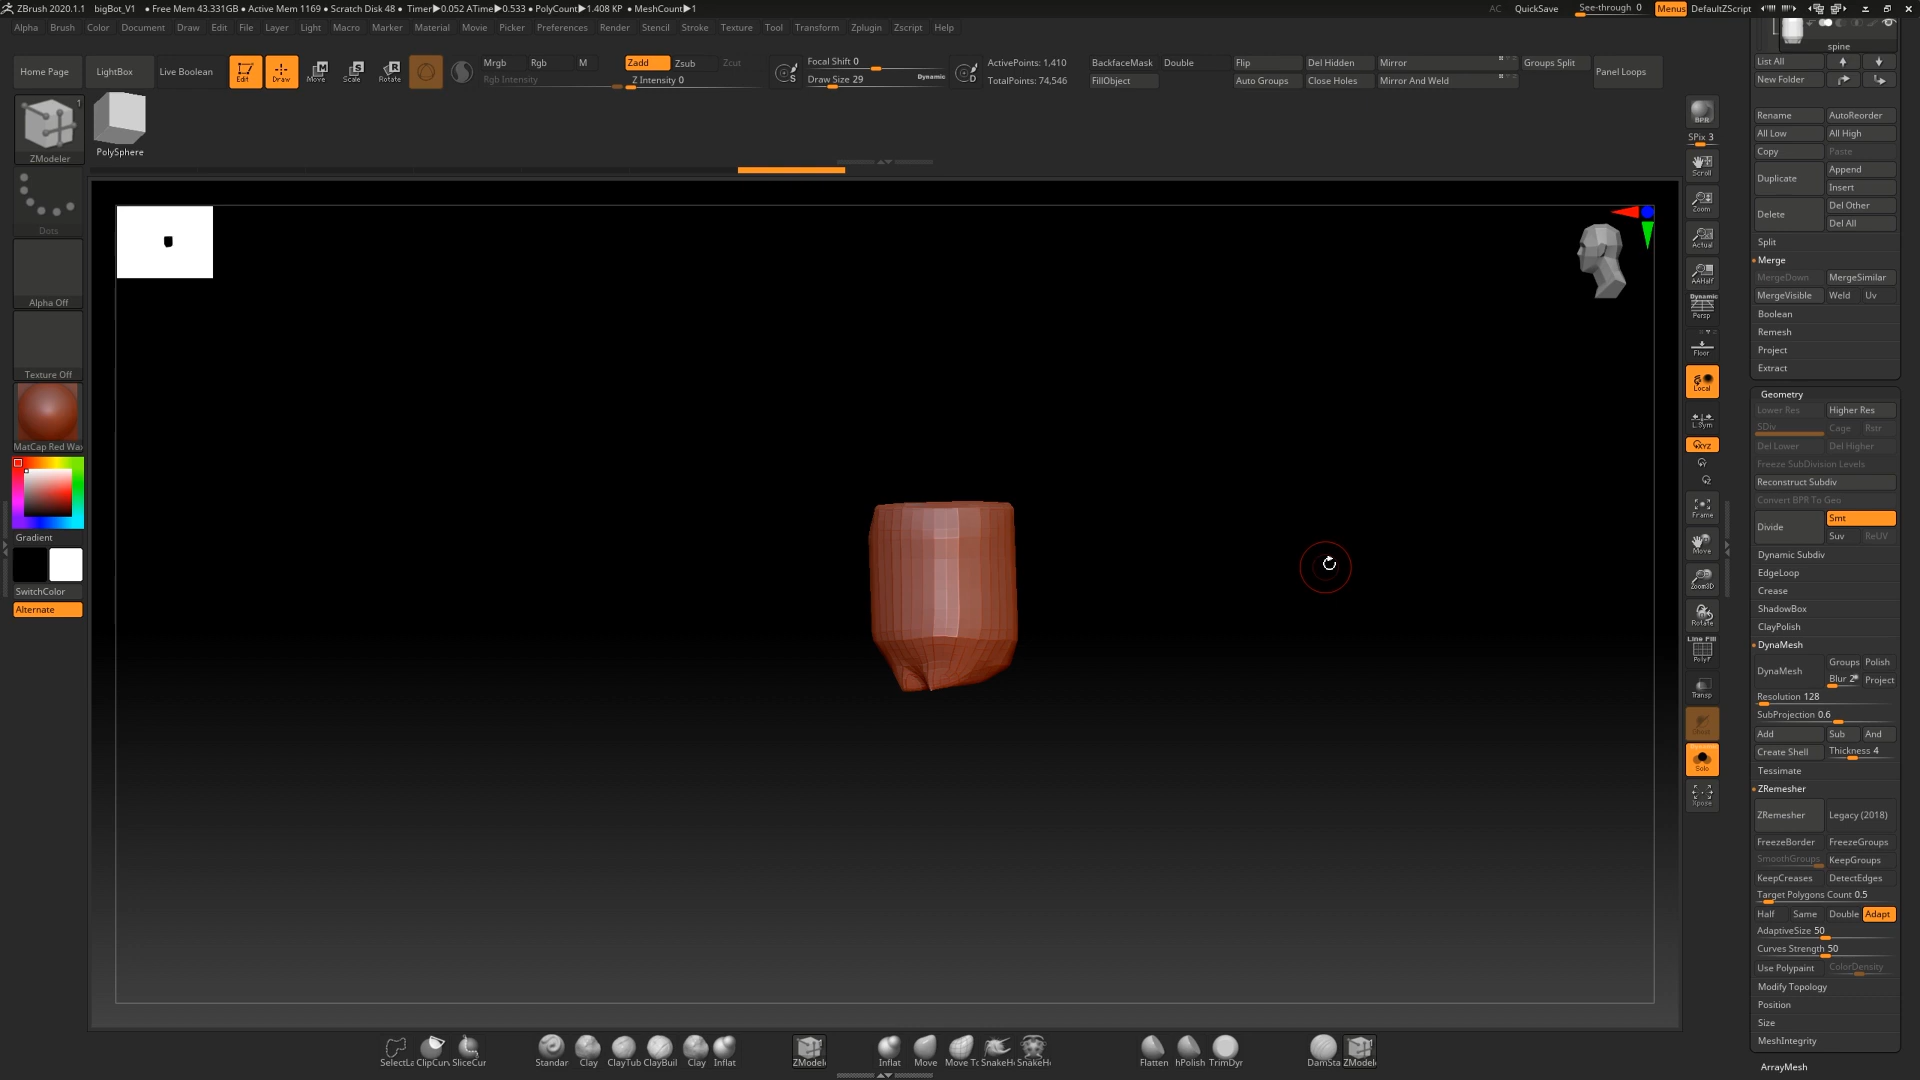 ZBrush 2020.1.1 bigBot_V1 • Free Mem 43.331GB • Active Mem 1169 • Scratch Disk 48 • Timer▶0.052 ATime▶0.533 • PolyCount▶1.408 KP • MeshCount▶1 AC QuickSave See-through 0 Menus DefaultZScript
Alpha Brush Color Document Draw Edit File Layer Light Macro Marker Material Movie Picker Preferences Render Stencil Stroke Texture Tool Transform Zplugin Zscript Help
spine
Home Page LightBox Live Boolean Edit Draw Move Scale Rotate
Mrgb Rgb M
Rgb Intensity
Zadd Zsub Zcut
Z Intensity 0
Focal Shift 0
Draw Size 29 Dynamic
S D
ActivePoints: 1,410
TotalPoints: 74,546
BackfaceMask Double
FillObject
Flip Del Hidden Mirror Groups Split
Auto Groups Close Holes Mirror And Weld
Panel Loops
1
ZModeler
PolySphere
Dots
Alpha Off
Texture Off
MatCap Red Wa
Gradient
SwitchColor
Alternate
BPR
SPix 3
Scroll
Zoom
Actual
AAHalf
Dynamic
Persp
Floor
Local
L.Sym
XYZ
Frame
Move
Zoom3D
Rotate
Line Fill
PolyF
Transp
Solo
Xpose
List All
New Folder
Rename AutoReorder
All Low All High
Copy Paste
Duplicate Append
Insert
Delete Del Other
Del All
Split
Merge
MergeDown MergeSimilar
MergeVisible Weld Uv
Boolean
Remesh
Project
Extract
Geometry
Lower Res Higher Res
SDiv Cage Rstr
Del Lower Del Higher
Freeze SubDivision Levels
Reconstruct Subdiv
Convert BPR To Geo
Divide Smt
Suv ReUV
Dynamic Subdiv
EdgeLoop
Crease
ShadowBox
ClayPolish
DynaMesh
DynaMesh Groups Polish
Blur 2 Project
Resolution 128
SubProjection 0.6
Add Sub And
Create Shell Thickness 4
Tessimate
ZRemesher
ZRemesher Legacy (2018)
FreezeBorder FreezeGroups
SmoothGroups KeepGroups
KeepCreases DetectEdges
Target Polygons Count 0.5
Half Same Double Adapt
AdaptiveSize 50
Curves Strength 50
Use Polypaint ColorDensity
Modify Topology
Position
Size
MeshIntegrity
ArrayMesh
SelectLa ClipCur SliceCur Standar Clay ClayTub ClayBuil Clay Inflat ZModel Inflat Move Move To SnakeH SnakeH Flatten hPolish TrimDyr DamSta ZModel